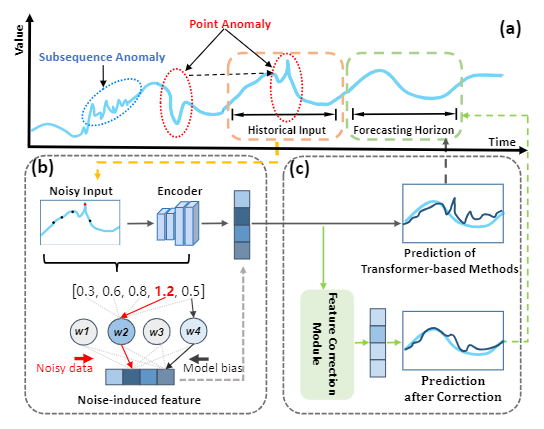 Point Anomaly
(a)
Value
Subsequence Anomaly
Historical Input
Forecasting Horizon
Time
(b)
Noisy Input
Encoder
[0.3, 0.6, 0.8, 1.2, 0.5]
w1
w2
w3
w4
Noisy data
Model bias
Noise-induced feature
(c)
Prediction of
Transformer-based Methods
Feature Correction
Module
Prediction
after Correction